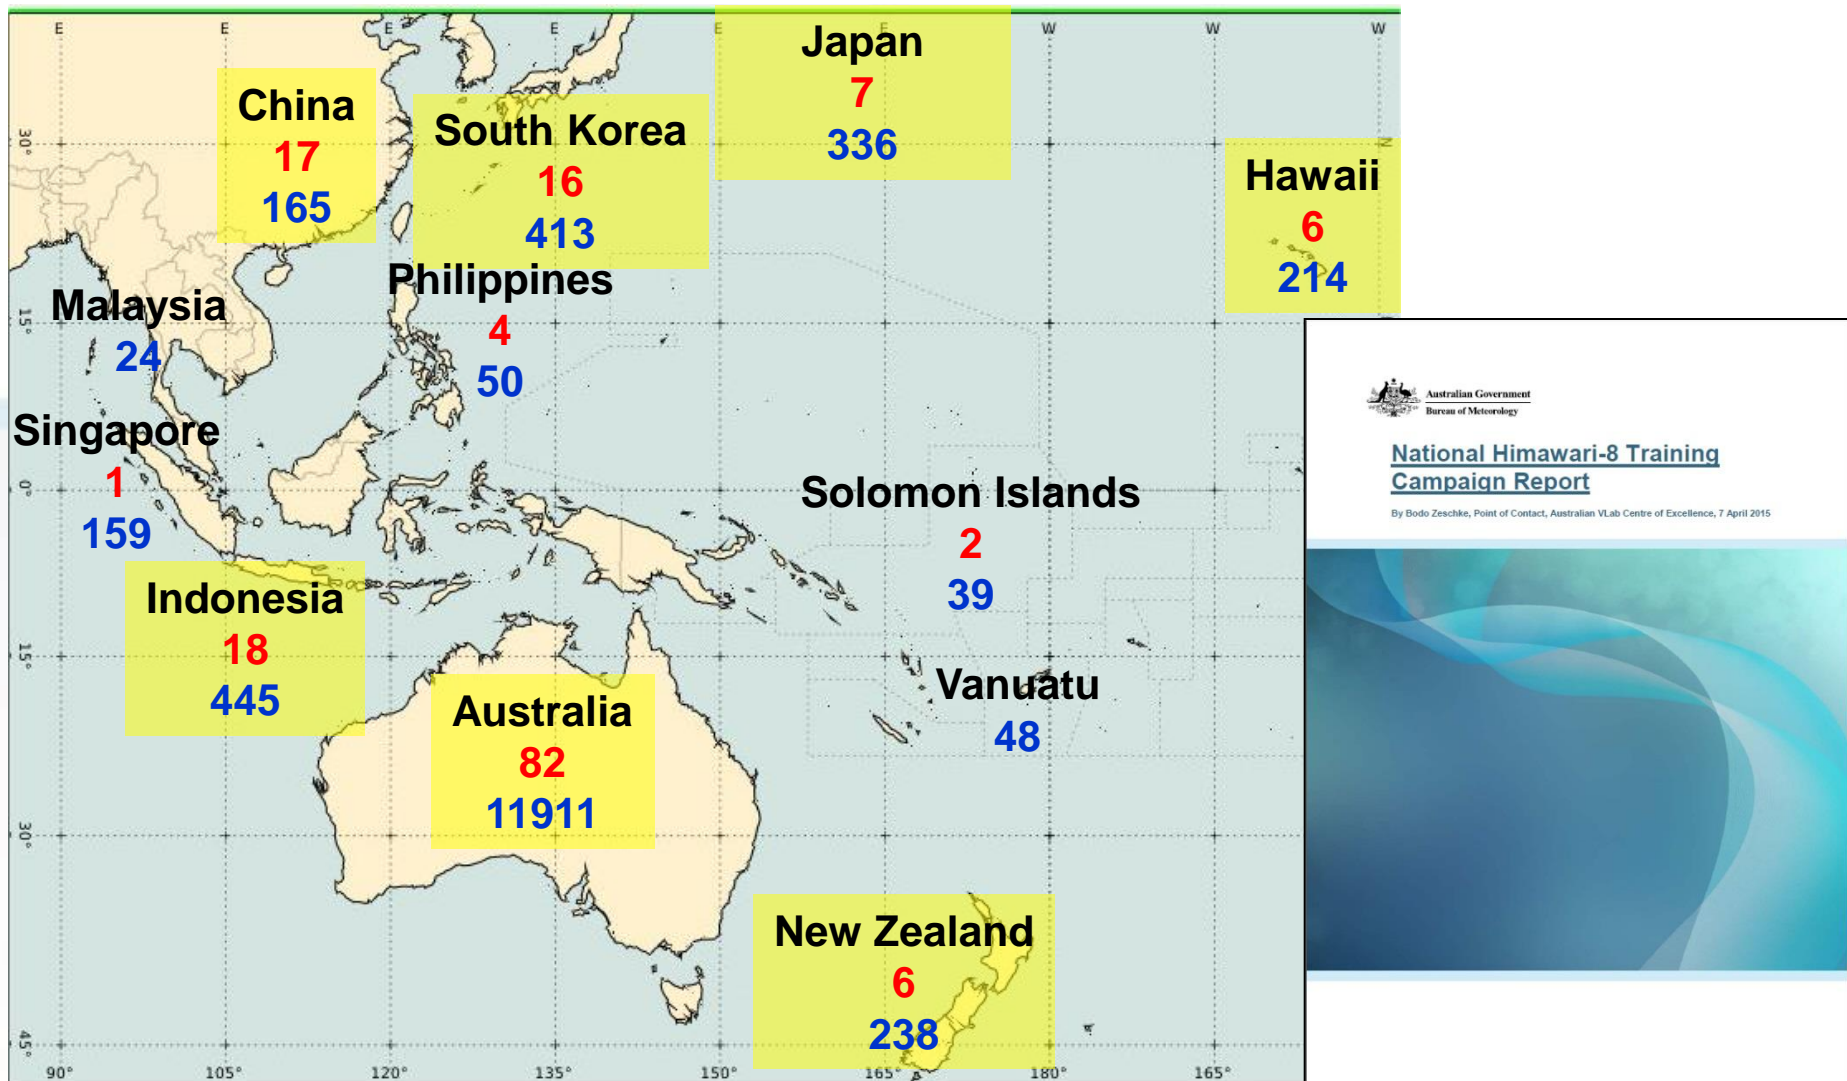 E E E E E E W W W
Japan
7
336
China
17
165
South Korea
16
413
Hawaii
6
214
Philippines
4
50
Malaysia
24
Singapore
1
159
Solomon Islands
2
39
Indonesia
18
445
Vanuatu
48
Australia
82
11911
New Zealand
6
238
30°
15°
0°
15°
30°
45°
N
90° 105° 120° 135° 150° 165° 180° 165°
Australian Government
Bureau of Meteorology
National Himawari-8 Training
Campaign Report
By Bodo Zeschke, Point of Contact, Australian VLab Centre of Excellence, 7 April 2015